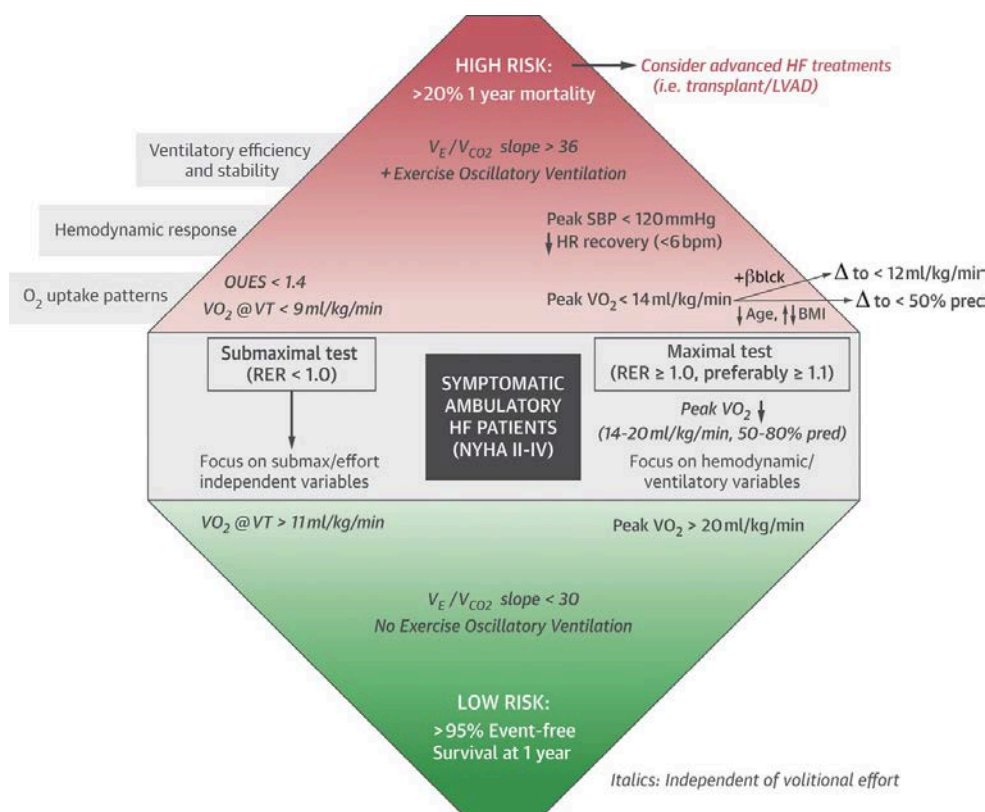 HIGH RISK:
>20% 1 year mortality
Consider advanced HF treatments
(i.e. transplant/LVAD)
Ventilatory efficiency
and stability
VE/VCO2 slope > 36
+ Exercise Oscillatory Ventilation
Hemodynamic response
Peak SBP < 120 mmHg
↓ HR recovery (<6 bpm)
O2 uptake patterns
OUES < 1.4
VO2 @ VT < 9 ml/kg/min
Peak VO2 < 14 ml/kg/min
+βblck
Δ to < 12 ml/kg/min
Δ to < 50% prec
↓ Age, ↑↓ BMI
Submaximal test
(RER < 1.0)
Focus on submax/effort
independent variables
SYMPTOMATIC
AMBULATORY
HF PATIENTS
(NYHA II-IV)
Maximal test
(RER ≥ 1.0, preferably ≥ 1.1)
Peak VO2 ↓
(14-20 ml/kg/min, 50-80% pred)
Focus on hemodynamic/
ventilatory variables
VO2 @ VT > 11 ml/kg/min
Peak VO2 > 20 ml/kg/min
VE/VCO2 slope < 30
No Exercise Oscillatory Ventilation
LOW RISK:
>95% Event-free
Survival at 1 year
Italics: Independent of volitional effort